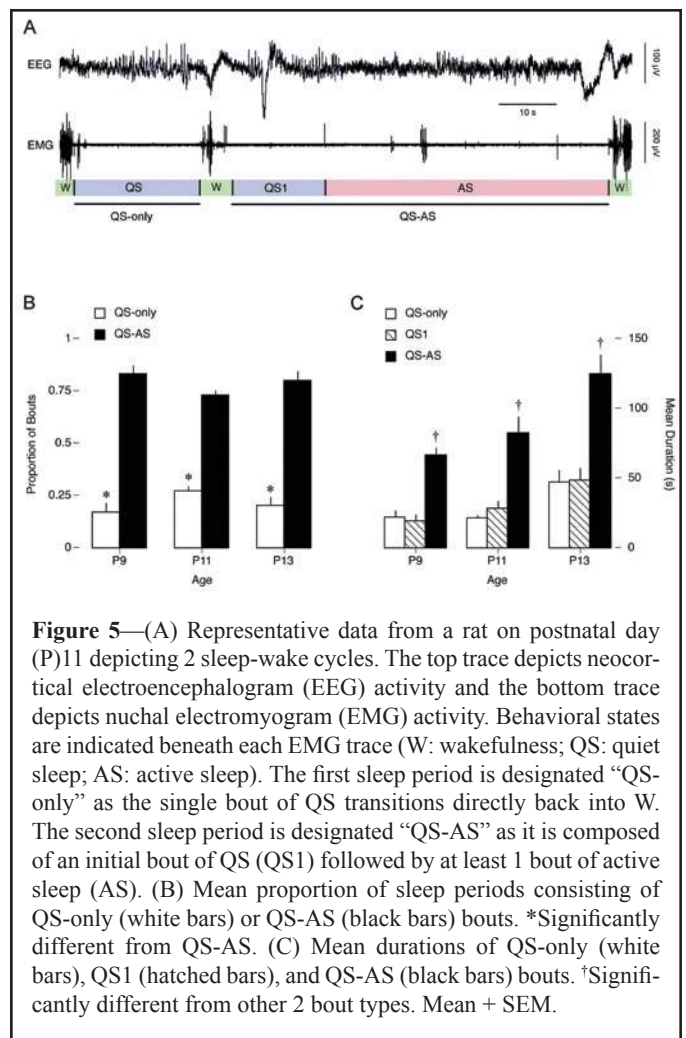 A
EEG
100 µV
10 s
EMG
200 µV
W QS W QS1 AS W
QS-only QS-AS
B
QS-only
QS-AS
1
0.75
0.5
0.25
0
Proportion of Bouts
* * *
P9 P11 P13
Age
C
QS-only
QS1
QS-AS
† † †
150
100
50
0
Mean Duration (s)
P9 P11 P13
Age
Figure 5—(A) Representative data from a rat on postnatal day
(P)11 depicting 2 sleep-wake cycles. The top trace depicts neocor-
tical electroencephalogram (EEG) activity and the bottom trace
depicts nuchal electromyogram (EMG) activity. Behavioral states
are indicated beneath each EMG trace (W: wakefulness; QS: quiet
sleep; AS: active sleep). The first sleep period is designated “QS-
only” as the single bout of QS transitions directly back into W.
The second sleep period is designated “QS-AS” as it is composed
of an initial bout of QS (QS1) followed by at least 1 bout of active
sleep (AS). (B) Mean proportion of sleep periods consisting of
QS-only (white bars) or QS-AS (black bars) bouts. *Significantly
different from QS-AS. (C) Mean durations of QS-only (white
bars), QS1 (hatched bars), and QS-AS (black bars) bouts. †Signifi-
cantly different from other 2 bout types. Mean + SEM.